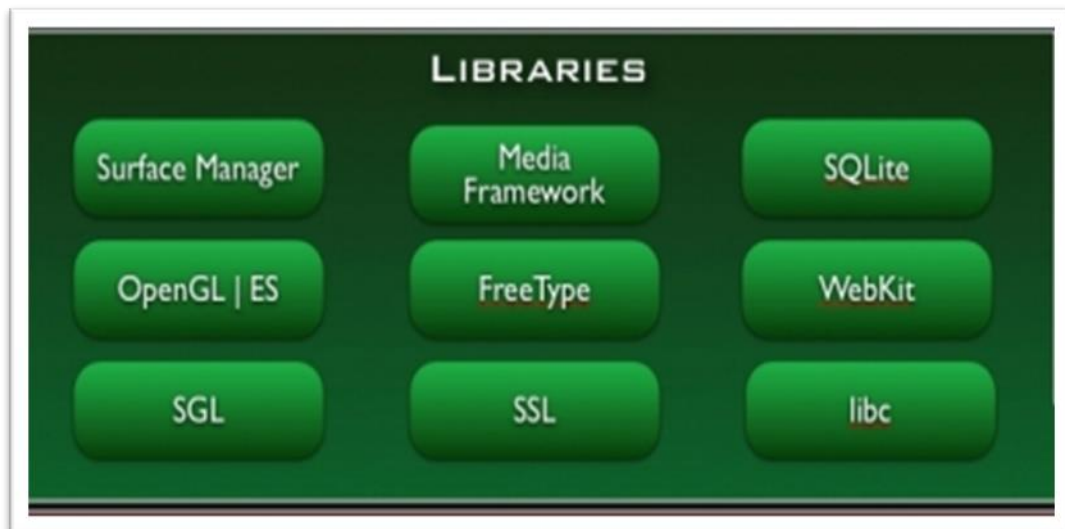 LIBRARIES
Surface Manager
Media
Framework
SQLite
OpenGL | ES
FreeType
WebKit
SGL
SSL
libc